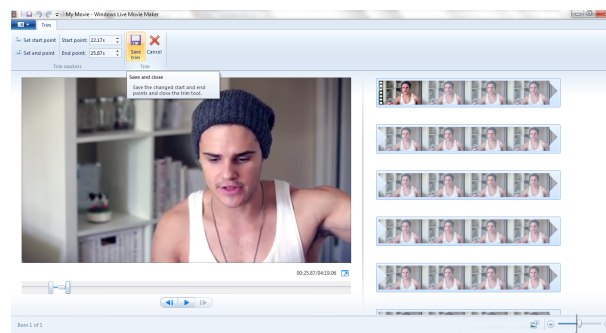 My Movie - Windows Live Movie Maker
Trim
Set start point Start point: 22.17s
Set end point End point: 25.87s
Save trim
Cancel
Trim markers
Trim
Save and close
Save the changed start and end
points and close the trim tool.
00:25.87/04:19.06
Item 1 of 1